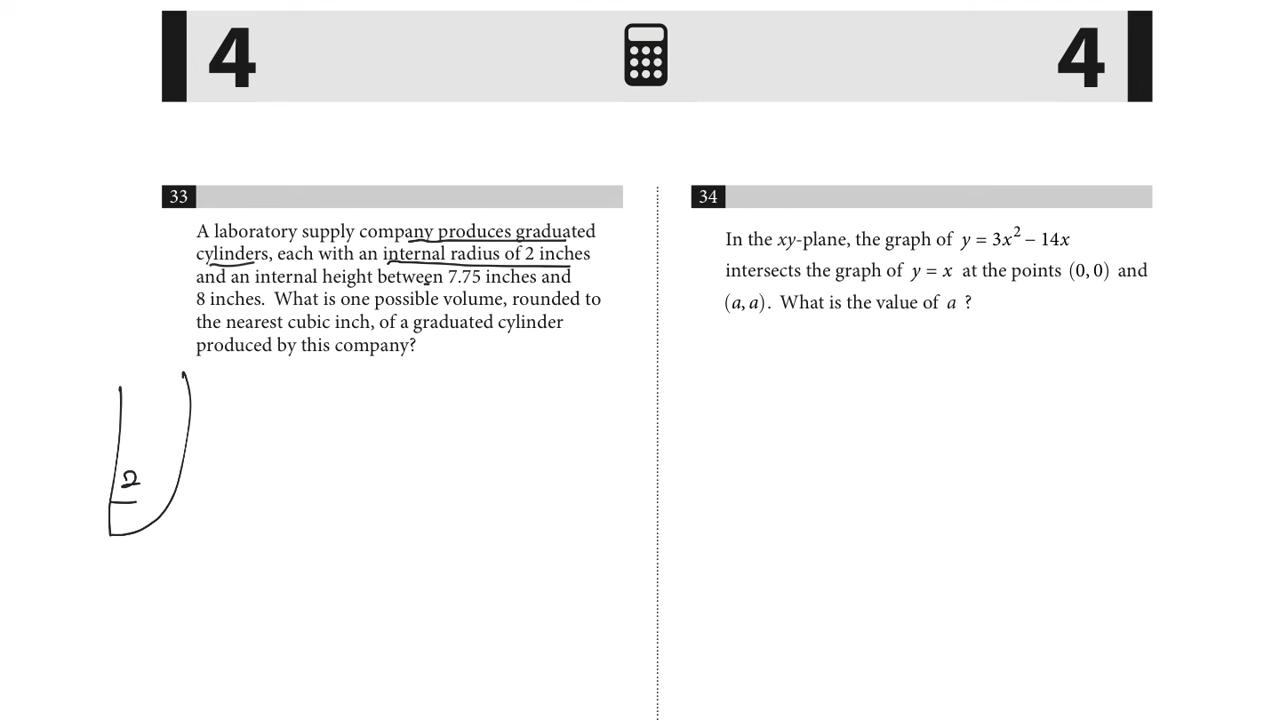 4 4
33
A laboratory supply company produces graduated
cylinders, each with an internal radius of 2 inches
and an internal height between 7.75 inches and
8 inches. What is one possible volume, rounded to
the nearest cubic inch, of a graduated cylinder
produced by this company?
2
34
In the xy-plane, the graph of y = 3x² – 14x
intersects the graph of y = x at the points (0, 0) and
(a, a). What is the value of a ?